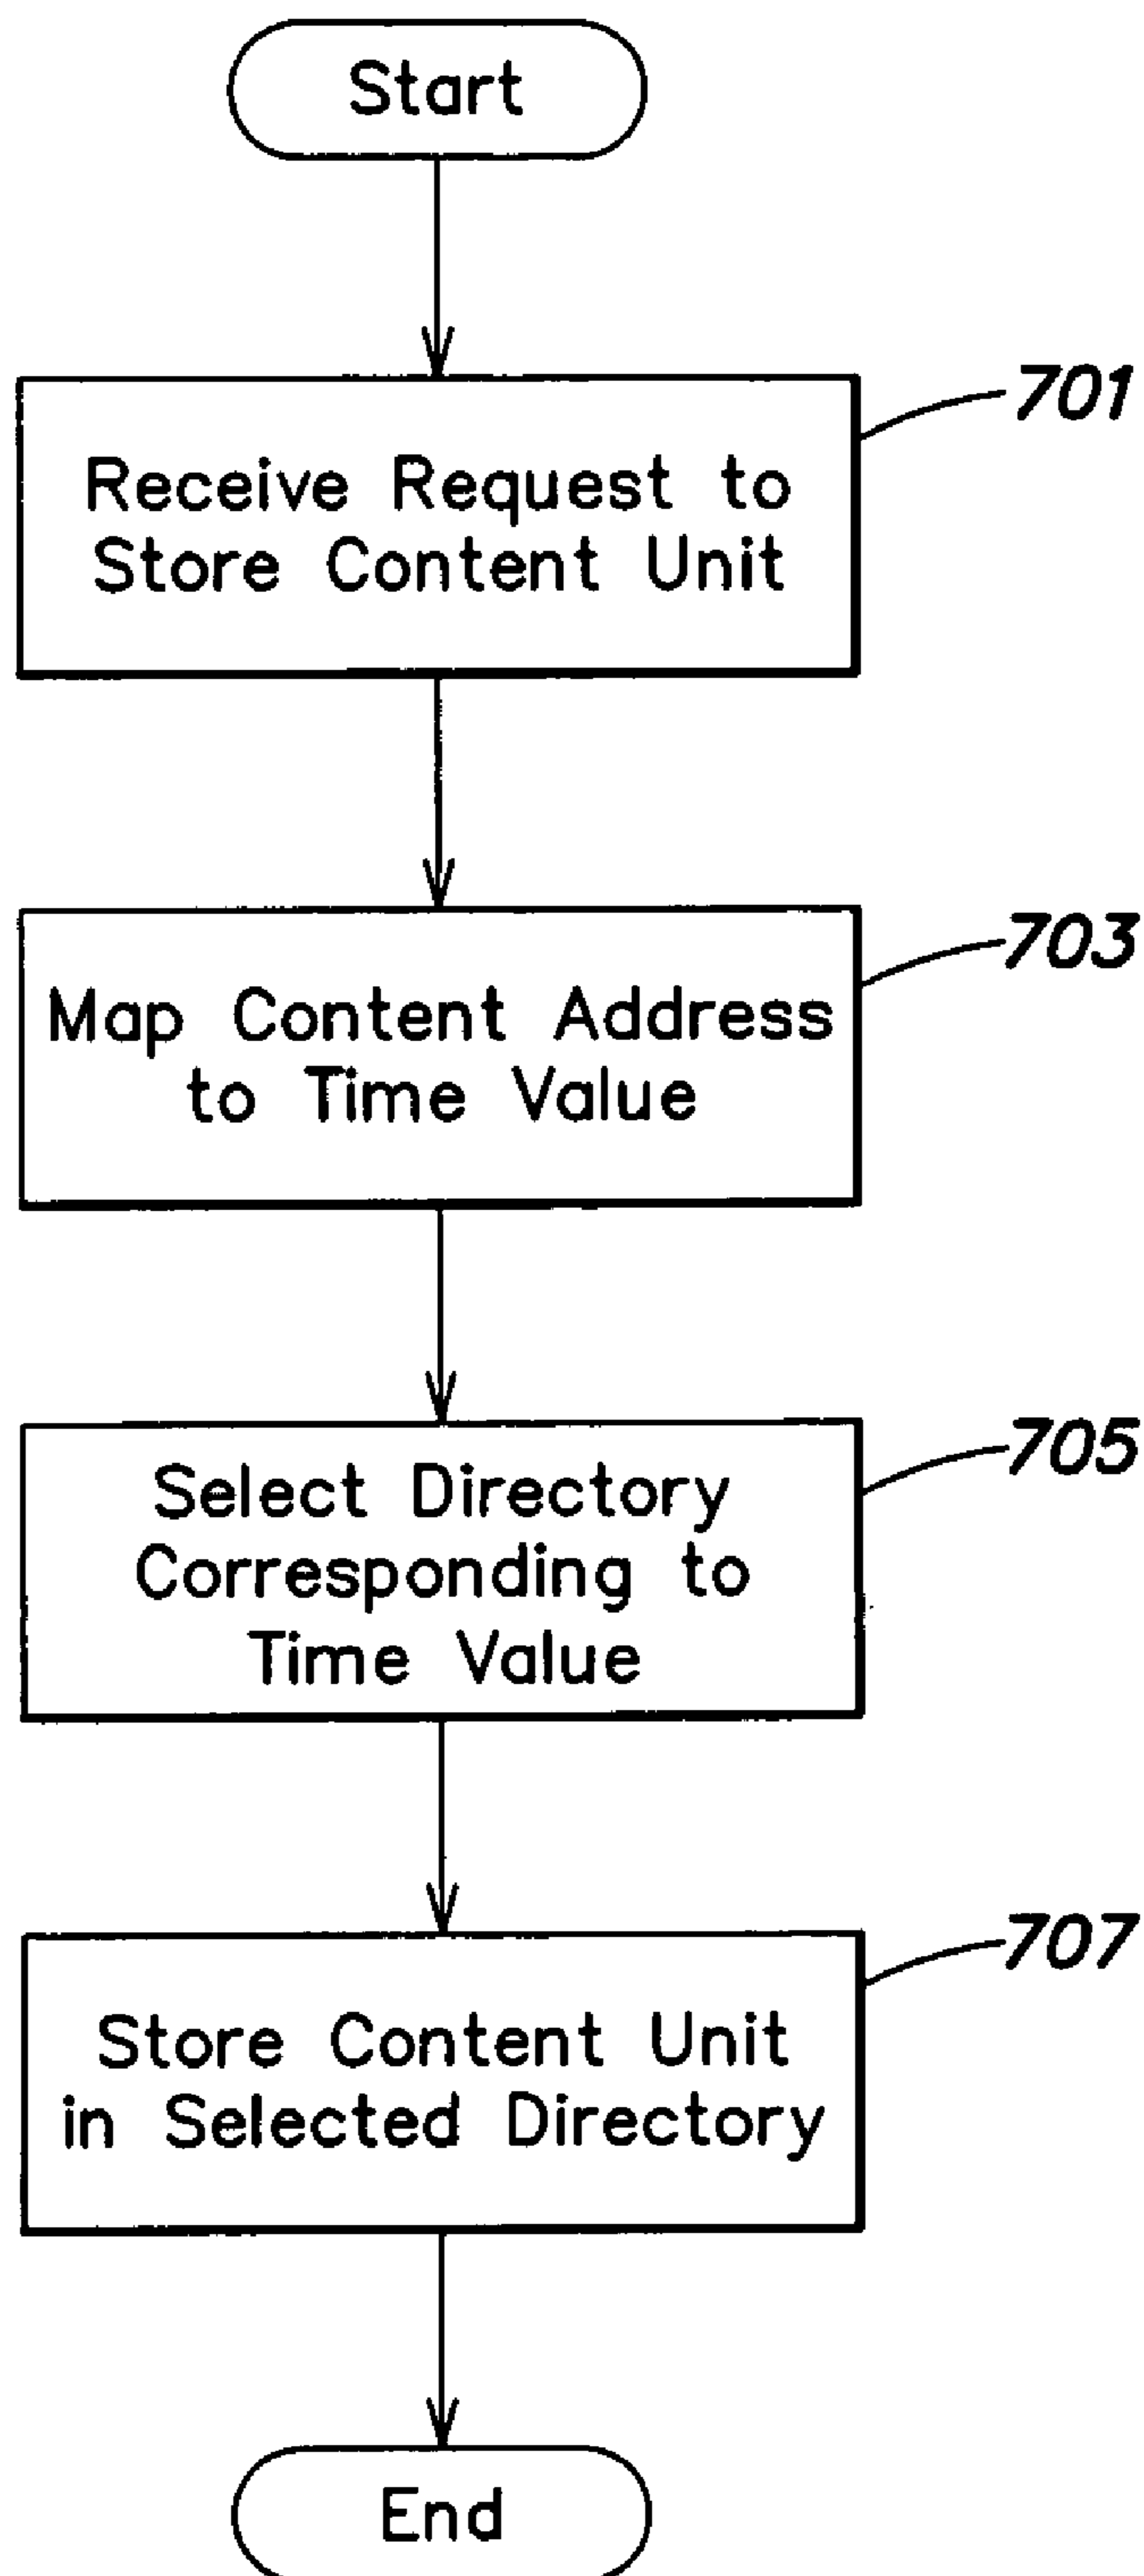 Start
701
Receive Request to
Store Content Unit
703
Map Content Address
to Time Value
705
Select Directory
Corresponding to
Time Value
707
Store Content Unit
in Selected Directory
End